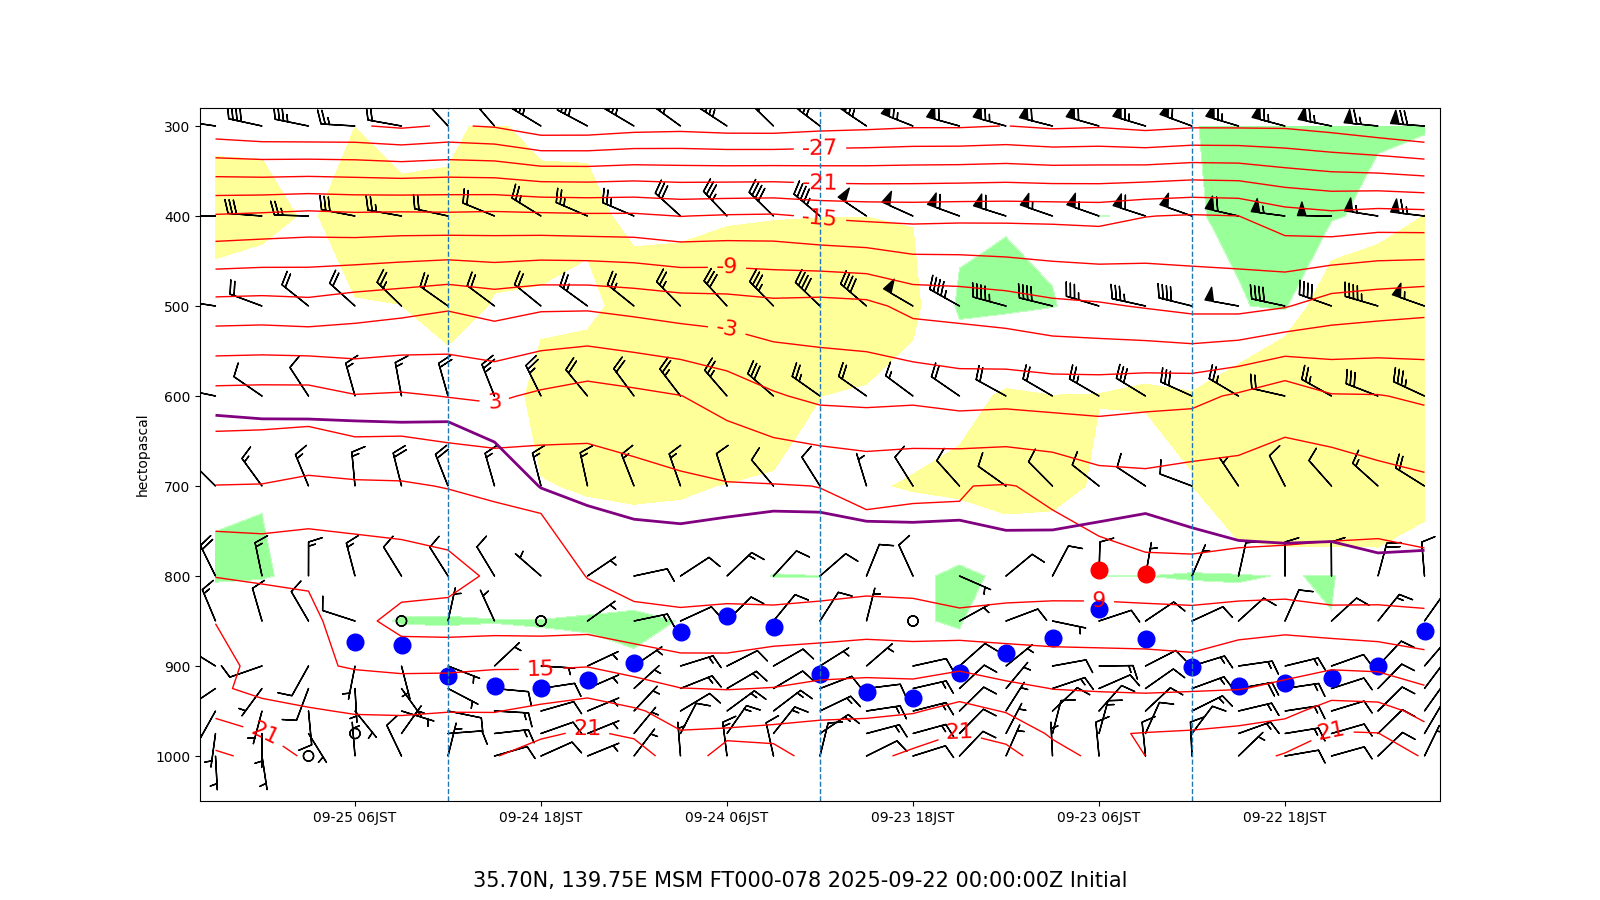 300
400
500
600
700
800
900
1000
hectopascal
-27
-21
-15
-9
-3
3
9
15
21
21
21
21
09-25 06JST
09-24 18JST
09-24 06JST
09-23 18JST
09-23 06JST
09-22 18JST
35.70N, 139.75E MSM FT000-078 2025-09-22 00:00:00Z Initial